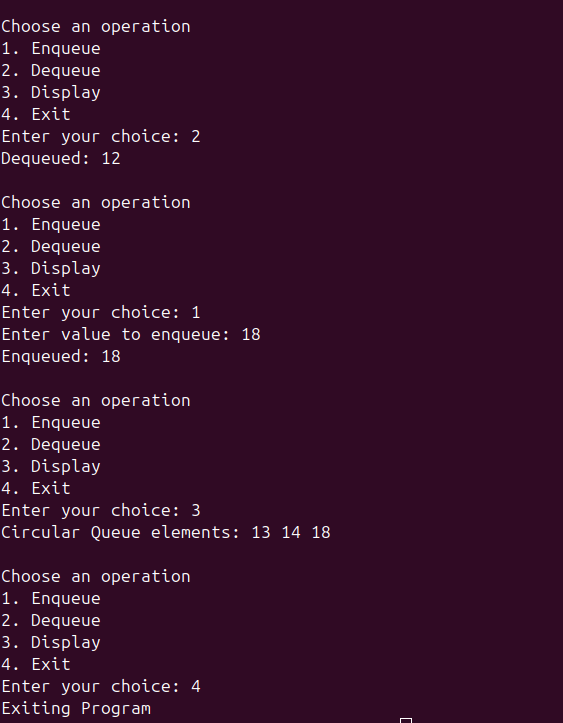 Choose an operation
1. Enqueue
2. Dequeue
3. Display
4. Exit
Enter your choice: 2
Dequeued: 12
Choose an operation
1. Enqueue
2. Dequeue
3. Display
4. Exit
Enter your choice: 1
Enter value to enqueue: 18
Enqueued: 18
Choose an operation
1. Enqueue
2. Dequeue
3. Display
4. Exit
Enter your choice: 3
Circular Queue elements: 13 14 18
Choose an operation
1. Enqueue
2. Dequeue
3. Display
4. Exit
Enter your choice: 4
Exiting Program